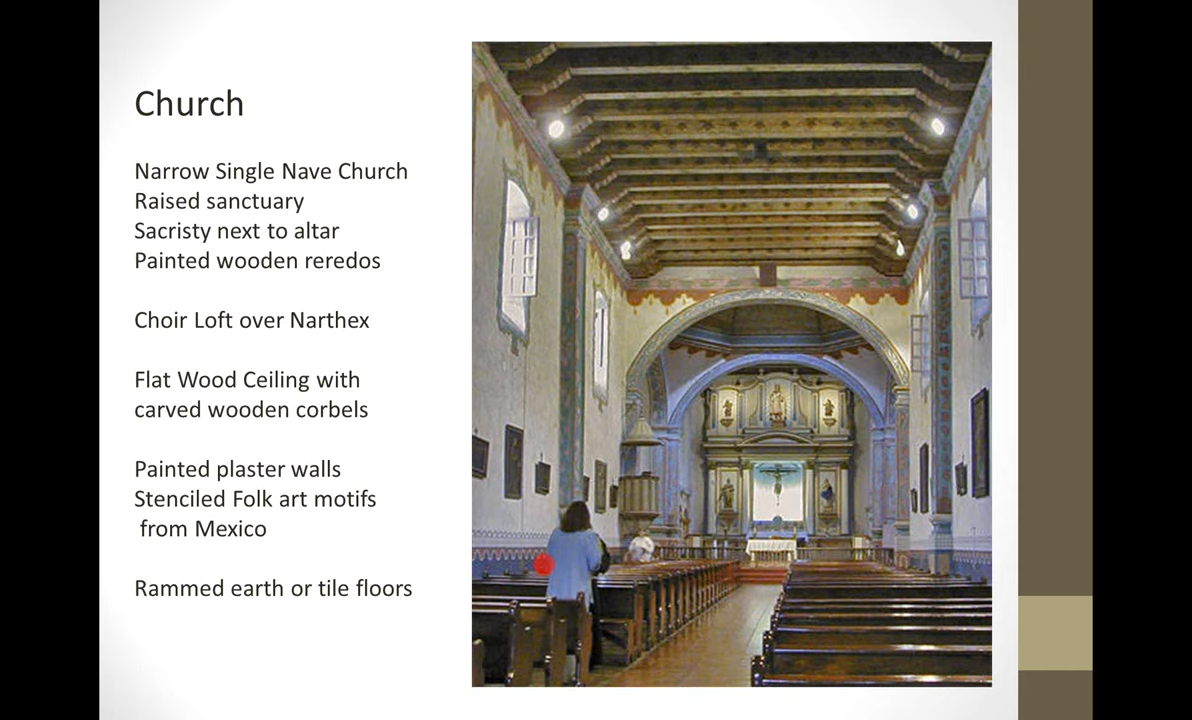 Church
Narrow Single Nave Church
Raised sanctuary
Sacristy next to altar
Painted wooden reredos
Choir Loft over Narthex
Flat Wood Ceiling with
carved wooden corbels
Painted plaster walls
Stenciled Folk art motifs
from Mexico
Rammed earth or tile floors